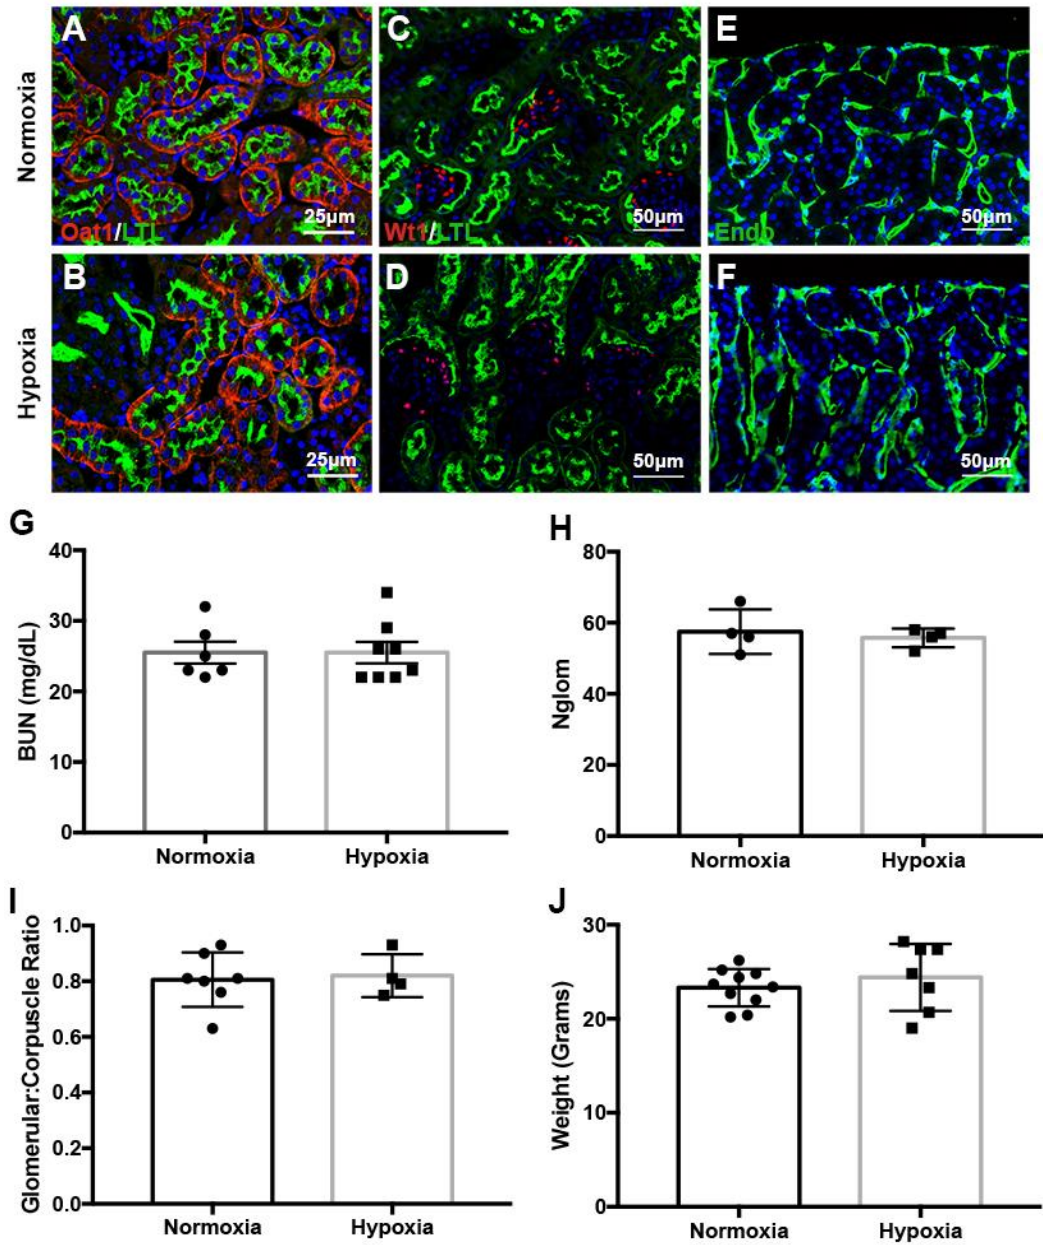 A
C
E
Normoxia
Oat1/LTL
25µm
Wt1/LTL
50µm
Endo
50µm
B
D
F
Hypoxia
25µm
50µm
50µm
G
BUN (mg/dL)
40
30
20
10
0
Normoxia
Hypoxia
H
Nglom
80
60
40
20
0
Normoxia
Hypoxia
I
Glomerular:Corpuscle Ratio
1.0
0.8
0.6
0.4
0.2
0.0
Normoxia
Hypoxia
J
Weight (Grams)
30
20
10
0
Normoxia
Hypoxia